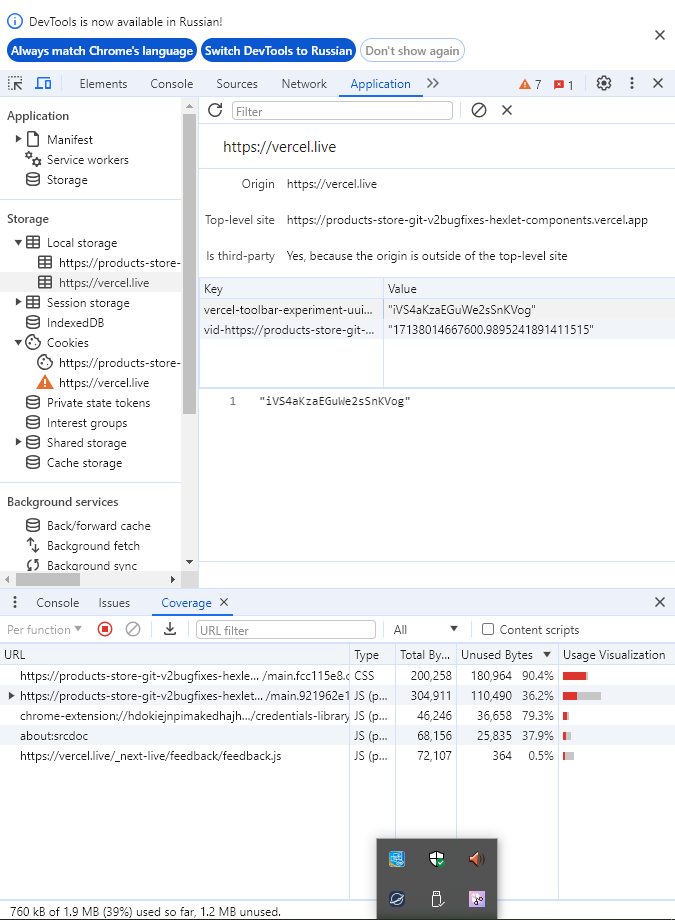 DevTools is now available in Russian!
Always match Chrome's language Switch DevTools to Russian Don't show again
Elements Console Sources Network Application 7 1
Application
Manifest
Service workers
Storage
Storage
Local storage
https://products-store-
https://vercel.live
Session storage
IndexedDB
Cookies
https://products-store-
https://vercel.live
Private state tokens
Interest groups
Shared storage
Cache storage
Background services
Back/forward cache
Background fetch
Background sync
Filter
https://vercel.live
Origin https://vercel.live
Top-level site https://products-store-git-v2bugfixes-hexlet-components.vercel.app
Is third-party Yes, because the origin is outside of the top-level site
Key Value
vercel-toolbar-experiment-uui... "iVS4aKzaEGuWe2sSnKVog"
vid-https://products-store-git-... "17138014667600.9895241891411515"
1 "iVS4aKzaEGuWe2sSnKVog"
Console Issues Coverage
Per function URL filter All Content scripts
URL Type Total By... Unused Bytes Usage Visualization
https://products-store-git-v2bugfixes-hexle... /main.fcc115e8.c CSS 200,258 180,964 90.4%
https://products-store-git-v2bugfixes-hexlet... /main.921962e1 JS (p... 304,911 110,490 36.2%
chrome-extension://hdokiejnpimakedhajh.../credentials-library JS (p... 46,246 36,658 79.3%
about:srcdoc JS (p... 68,156 25,835 37.9%
https://vercel.live/_next-live/feedback/feedback.js JS (p... 72,107 364 0.5%
760 kB of 1.9 MB (39%) used so far, 1.2 MB unused.